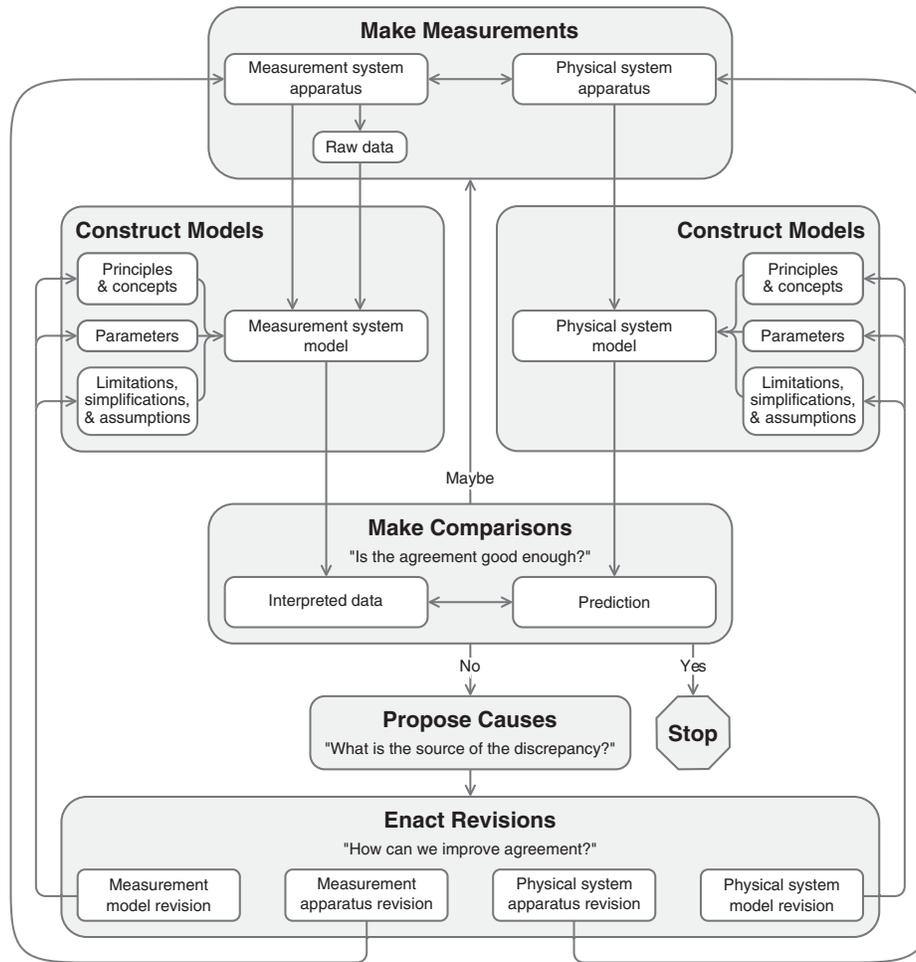 Make Measurements
Measurement system
apparatus
Physical system
apparatus
Raw data
Construct Models
Principles
& concepts
Parameters
Limitations,
simplifications,
& assumptions
Measurement system
model
Construct Models
Physical system
model
Principles
& concepts
Parameters
Limitations,
simplifications,
& assumptions
Maybe
Make Comparisons
"Is the agreement good enough?"
Interpreted data
Prediction
No
Yes
Propose Causes
"What is the source of the discrepancy?"
Stop
Enact Revisions
"How can we improve agreement?"
Measurement
model revision
Measurement
apparatus revision
Physical system
apparatus revision
Physical system
model revision